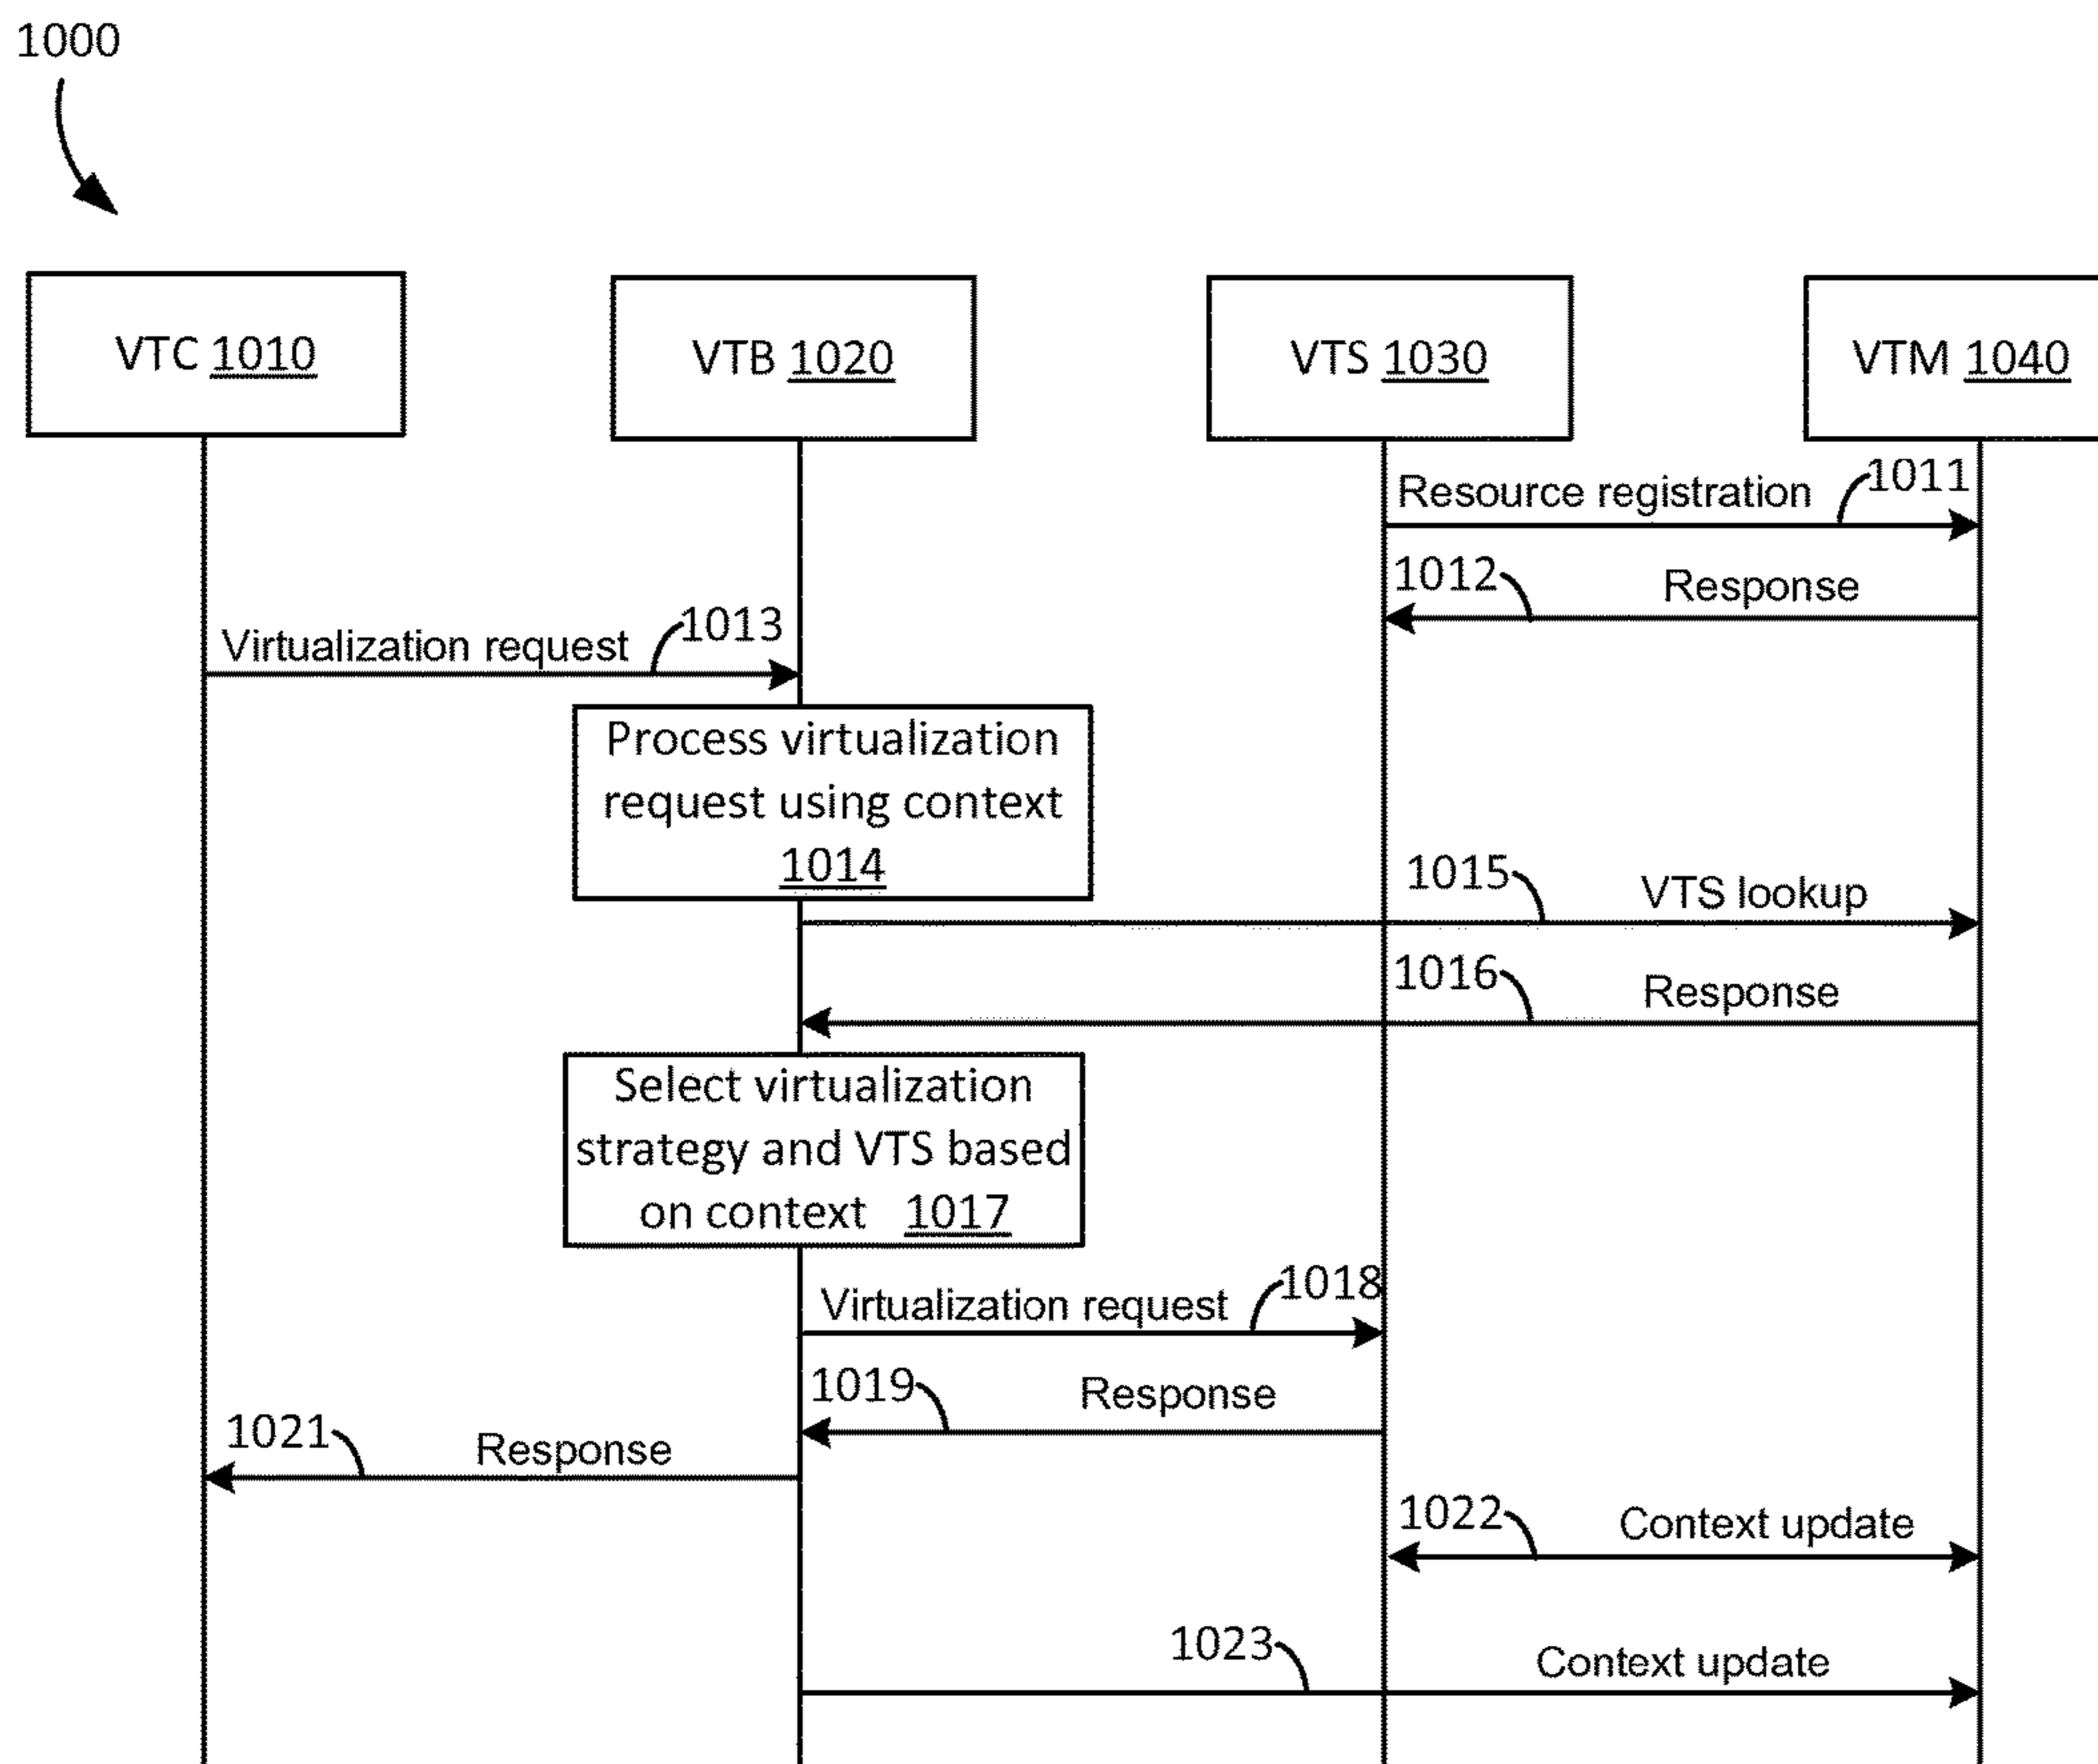 1000
VTC 1010
VTB 1020
VTS 1030
VTM 1040
Resource registration
1011
1012
Response
Virtualization request
1013
Process virtualization
request using context
1014
1015
VTS lookup
1016
Response
Select virtualization
strategy and VTS based
on context 1017
Virtualization request
1018
1019
Response
1021
Response
1022
Context update
1023
Context update